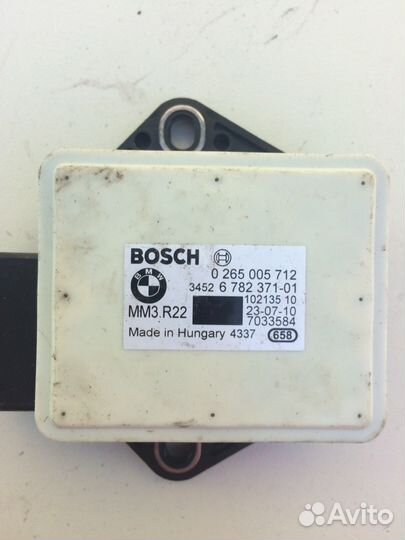 BOSCH
0 265 005 712
BMW
3452 6 782 371-01
102135 10
MM3.R22
23-07-10
7033584
Made in Hungary 4337
658
Avito